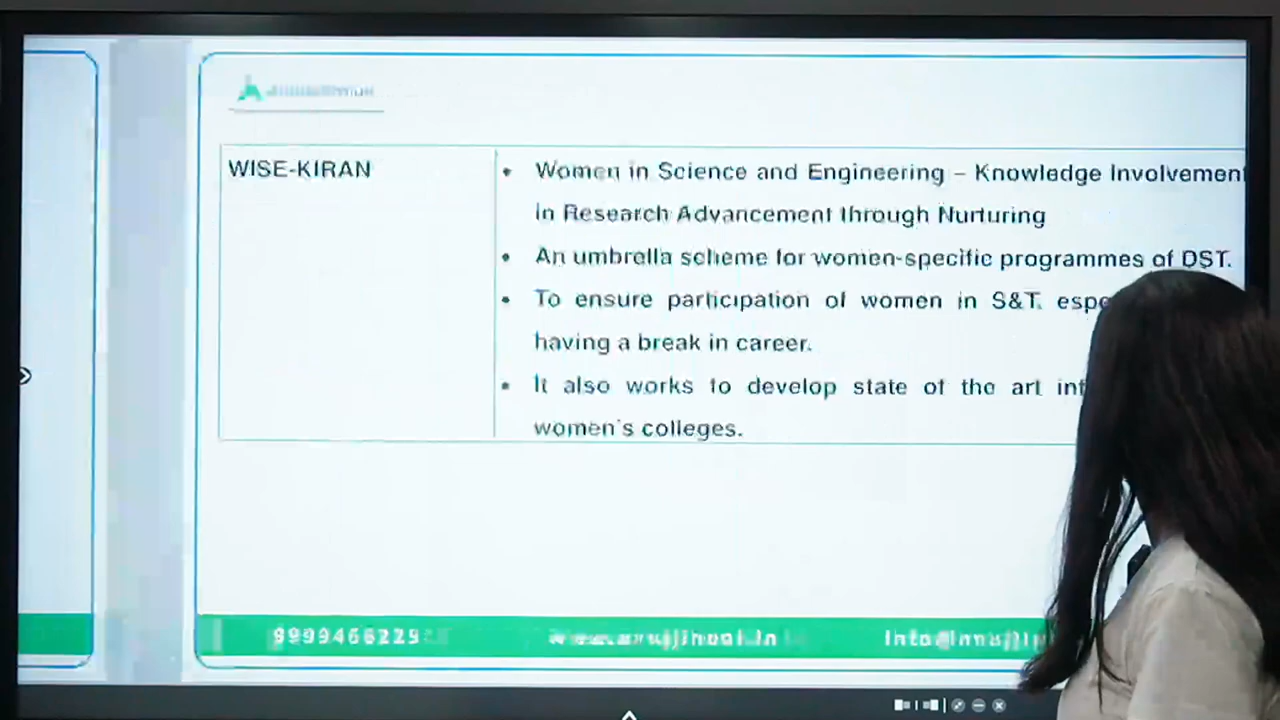 WISE-KIRAN
• Women in Science and Engineering – Knowledge Involvement
in Research Advancement through Nurturing
• An umbrella scheme for women-specific programmes of DST.
• To ensure participation of women in S&T. espe
having a break in career.
• It also works to develop state of the art inf
women's colleges.